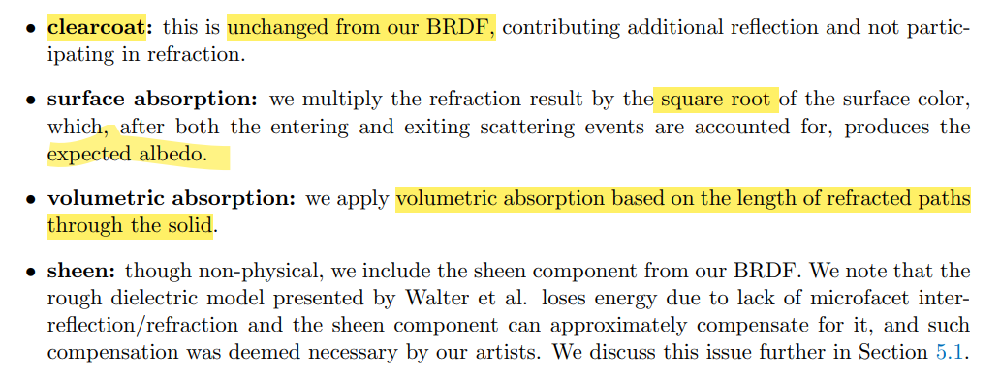 • clearcoat: this is unchanged from our BRDF, contributing additional reflection and not partic-
ipating in refraction.
• surface absorption: we multiply the refraction result by the square root of the surface color,
which, after both the entering and exiting scattering events are accounted for, produces the
expected albedo.
• volumetric absorption: we apply volumetric absorption based on the length of refracted paths
through the solid.
• sheen: though non-physical, we include the sheen component from our BRDF. We note that the
rough dielectric model presented by Walter et al. loses energy due to lack of microfacet inter-
reflection/refraction and the sheen component can approximately compensate for it, and such
compensation was deemed necessary by our artists. We discuss this issue further in Section 5.1.